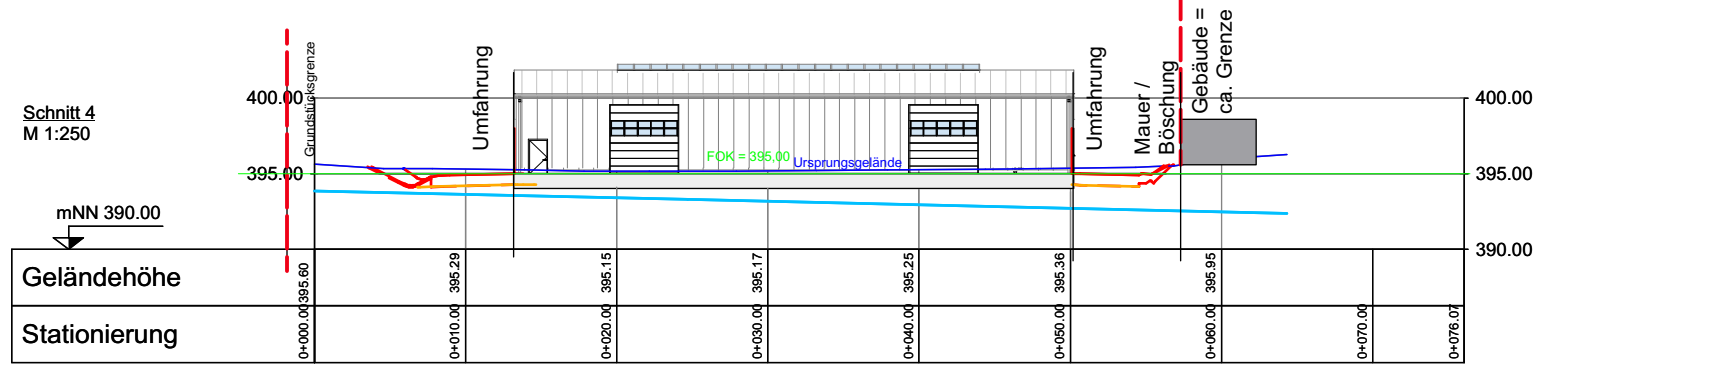 Schnitt 4
M 1:250
400.00
395.00
mNN 390.00
Grundstücksgrenze
Umfahrung
FOK = 395,00
Ursprungsgelände
Umfahrung
Mauer /
Böschung
Gebäude =
ca. Grenze
400.00
395.00
390.00
Geländehöhe
395.60
395.29
395.15
395.17
395.25
395.36
395.95
Stationierung
0+000.00
0+010.00
0+020.00
0+030.00
0+040.00
0+050.00
0+060.00
0+070.00
0+076.07